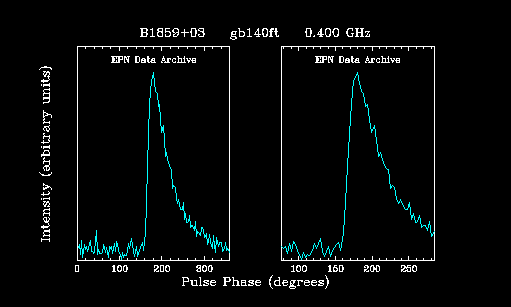 B1859+03 gb140ft 0.400 GHz
EPN Data Archive EPN Data Archive
Intensity (arbitrary units)
0 100 200 300 100 150 200 250
Pulse Phase (degrees)